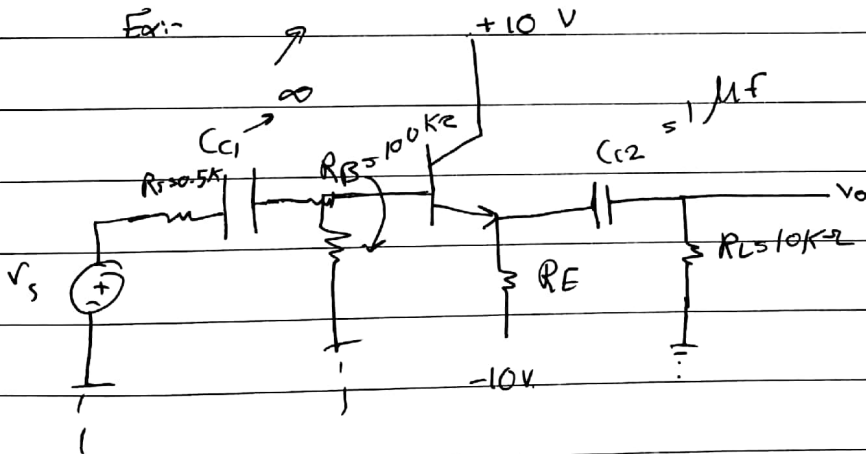 Ex:-
+10 V
∞
CC1
RS=0.5K
RB=100KΩ
CC2 = 1 μf
vo
vs
RE
RL=10KΩ
-10V